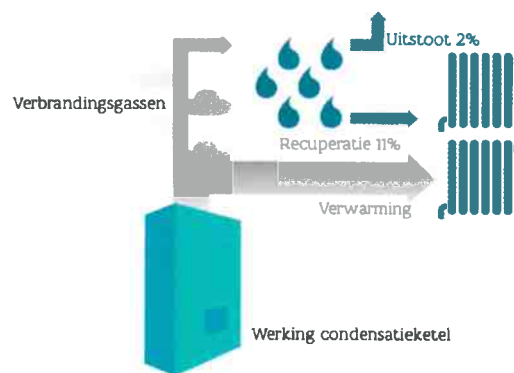 Uitstoot 2%
Verbrandingsgassen
Recuperatie 11%
Verwarming
Werking condensatieketel